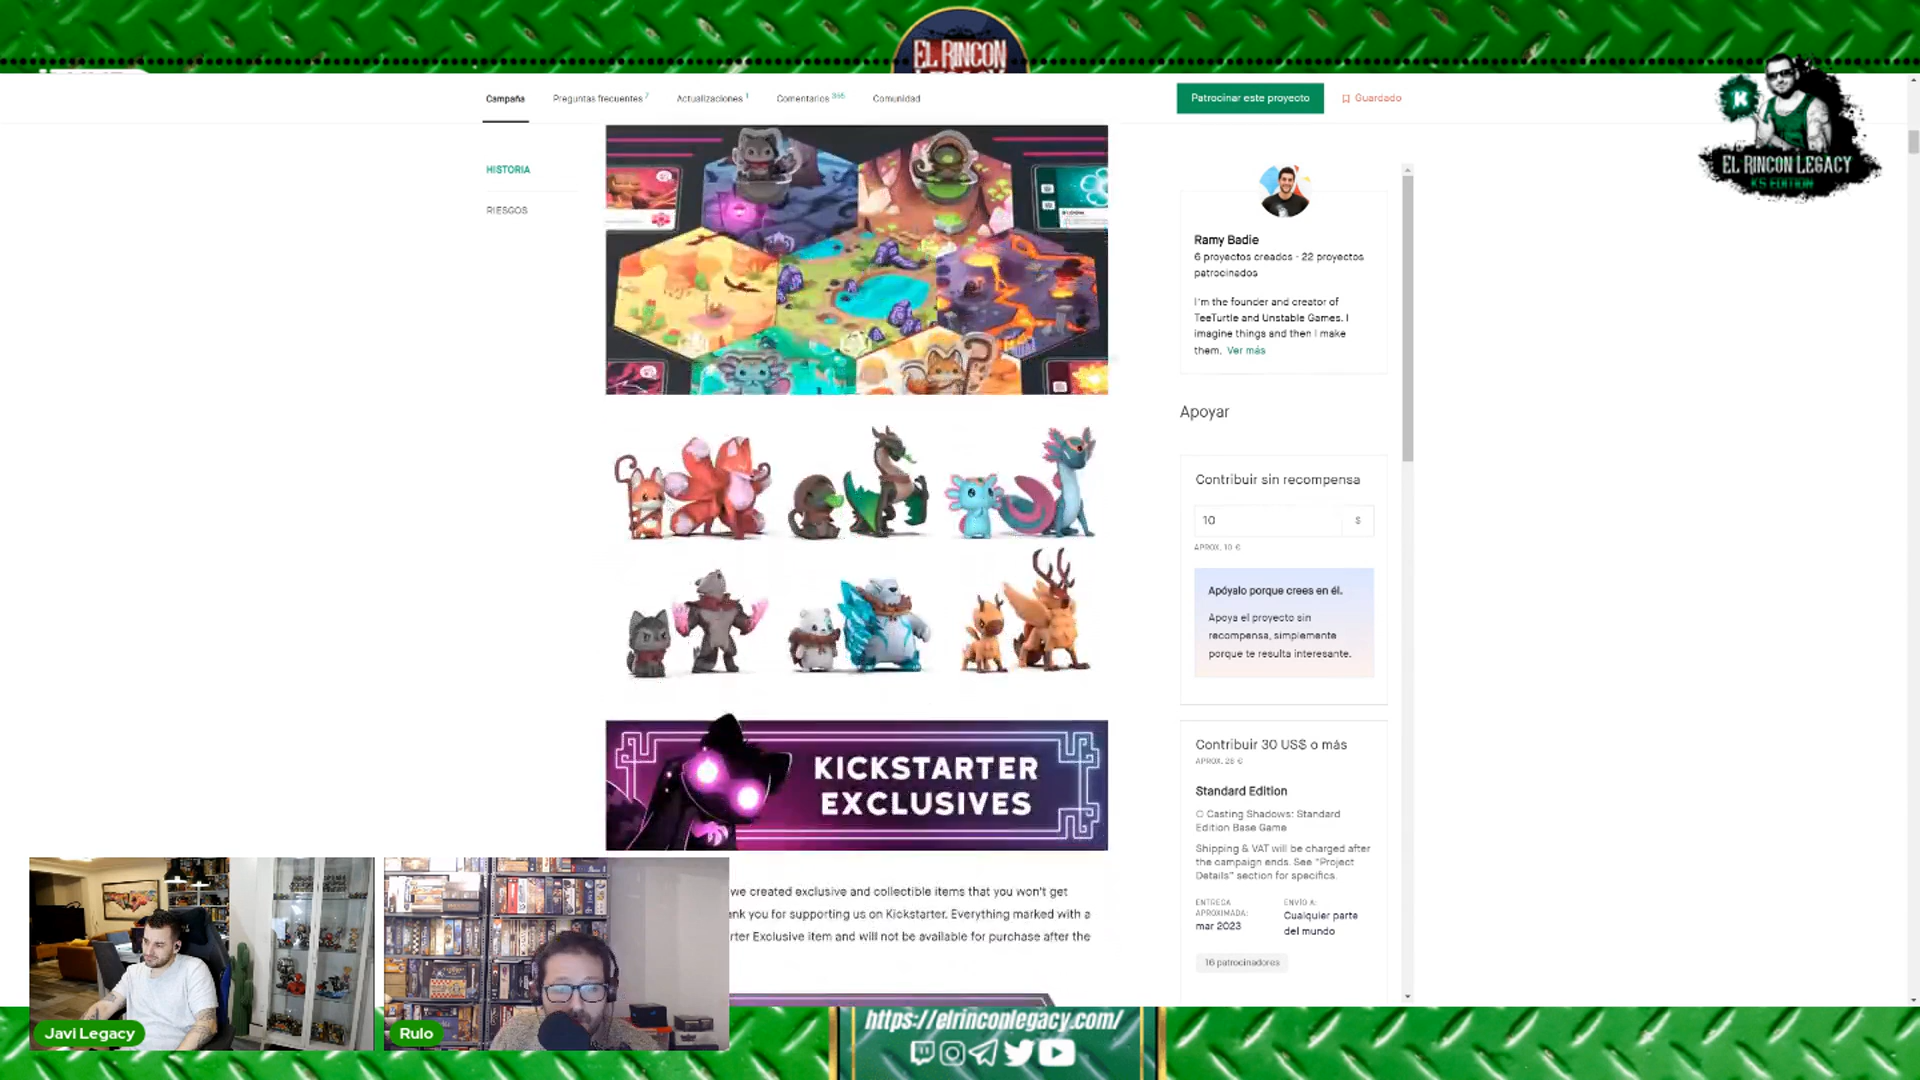 EL RINCON
Campaña
Preguntas frecuentes 7
Actualizaciones 1
Comentarios 355
Comunidad
Patrocinar este proyecto
Guardado
K
EL RINCON LEGACY
KS EDITION
HISTORIA
RIESGOS
Ramy Badie
6 proyectos creados · 22 proyectos
patrocinados
I'm the founder and creator of
TeeTurtle and Unstable Games. I
imagine things and then I make
them. Ver más
Apoyar
Contribuir sin recompensa
10
$
APROX. 10 €
Apóyalo porque crees en él.
Apoya el proyecto sin
recompensa, simplemente
porque te resulta interesante.
Contribuir 30 US$ o más
APROX. 28 €
Standard Edition
Casting Shadows: Standard
Edition Base Game
Shipping & VAT will be charged after
the campaign ends. See "Project
Details" section for specifics.
ENTREGA
APROXIMADA:
mar 2023
ENVÍO A:
Cualquier parte
del mundo
16 patrocinadores
KICKSTARTER
EXCLUSIVES
we created exclusive and collectible items that you won't get
ank you for supporting us on Kickstarter. Everything marked with a
rter Exclusive item and will not be available for purchase after the
Javi Legacy
Rulo
https://elrinconlegacy.com/